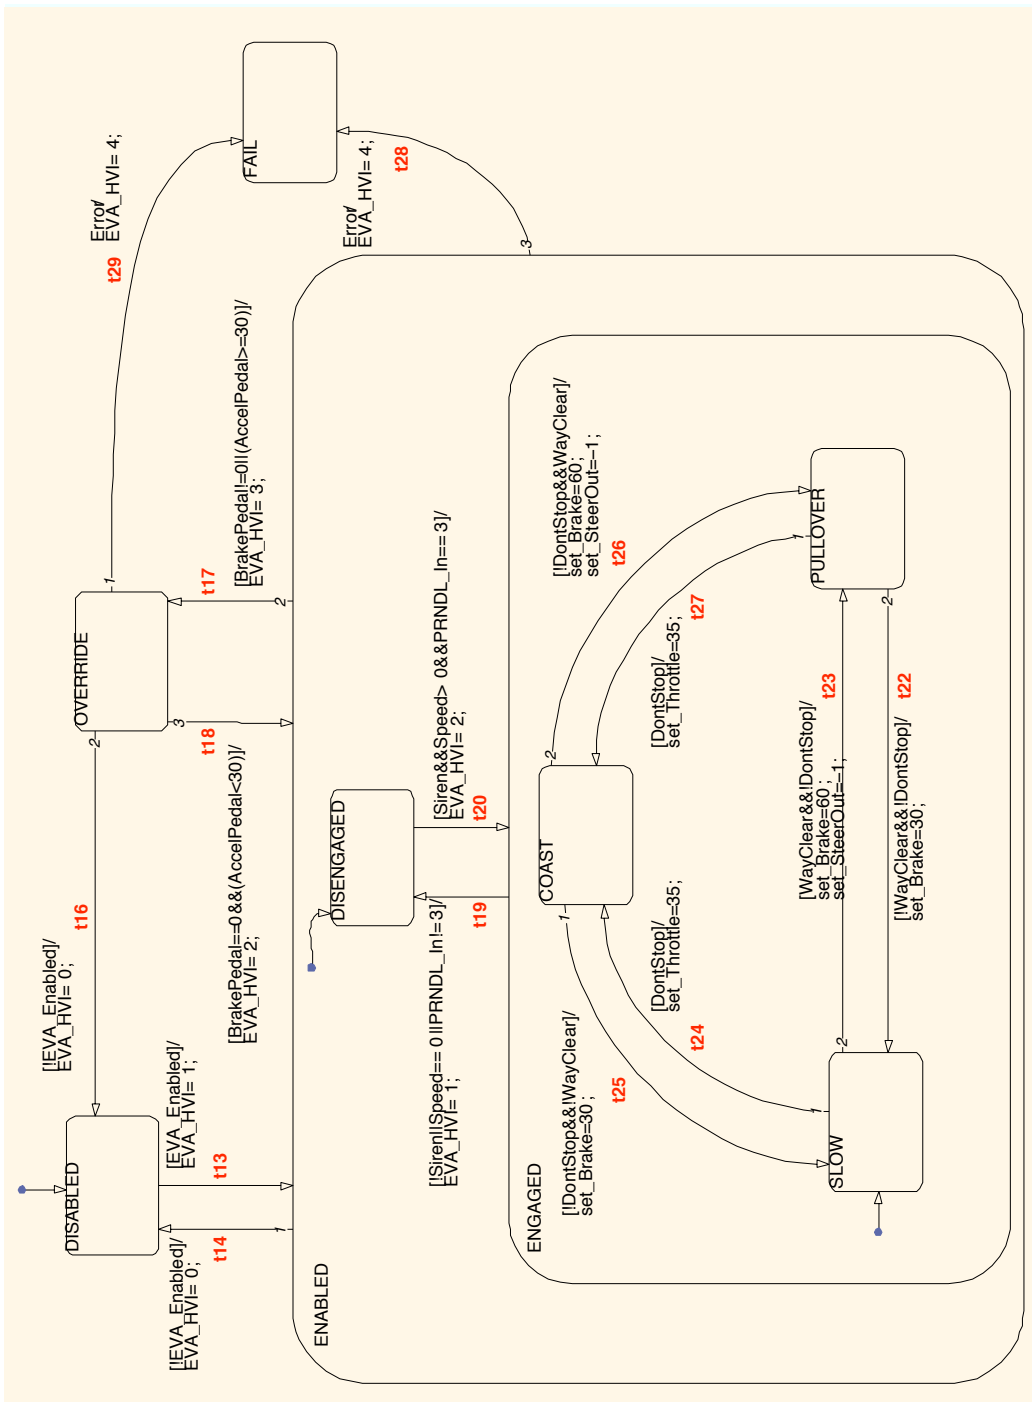 DISABLED
[!EVA_Enabled]/
EVA_HVI= 0;
t16
2
OVERRIDE
1
t29
Error/
EVA_HVI= 4;
FAIL
[!EVA_Enabled]/
EVA_HVI= 0;
t14
1
[EVA_Enabled]/
EVA_HVI= 1;
t13
[BrakePedal==0&&(AccelPedal<30)]/
EVA_HVI= 2;
t18
3
t17
[BrakePedal!=0||(AccelPedal>=30)]/
EVA_HVI= 3;
2
Error/
EVA_HVI= 4;
t28
3
ENABLED
DISENGAGED
[!Siren||Speed== 0||PRNDL_In!= 3]/
EVA_HVI= 1;
t19
[Siren&&Speed> 0&&PRNDL_In== 3]/
EVA_HVI= 2;
t20
ENGAGED
COAST
1
2
[!DontStop&&!WayClear]/
set_Brake=30;
t25
[!DontStop&&WayClear]/
set_Brake=60;
set_SteerOut=-1;
t26
[DontStop]/
set_Throttle=35;
t24
[DontStop]/
set_Throttle=35;
t27
SLOW
1
2
[WayClear&&!DontStop]/
set_Brake=60;
set_SteerOut=-1;
t23
PULLOVER
1
2
[!WayClear&&!DontStop]/
set_Brake=30;
t22